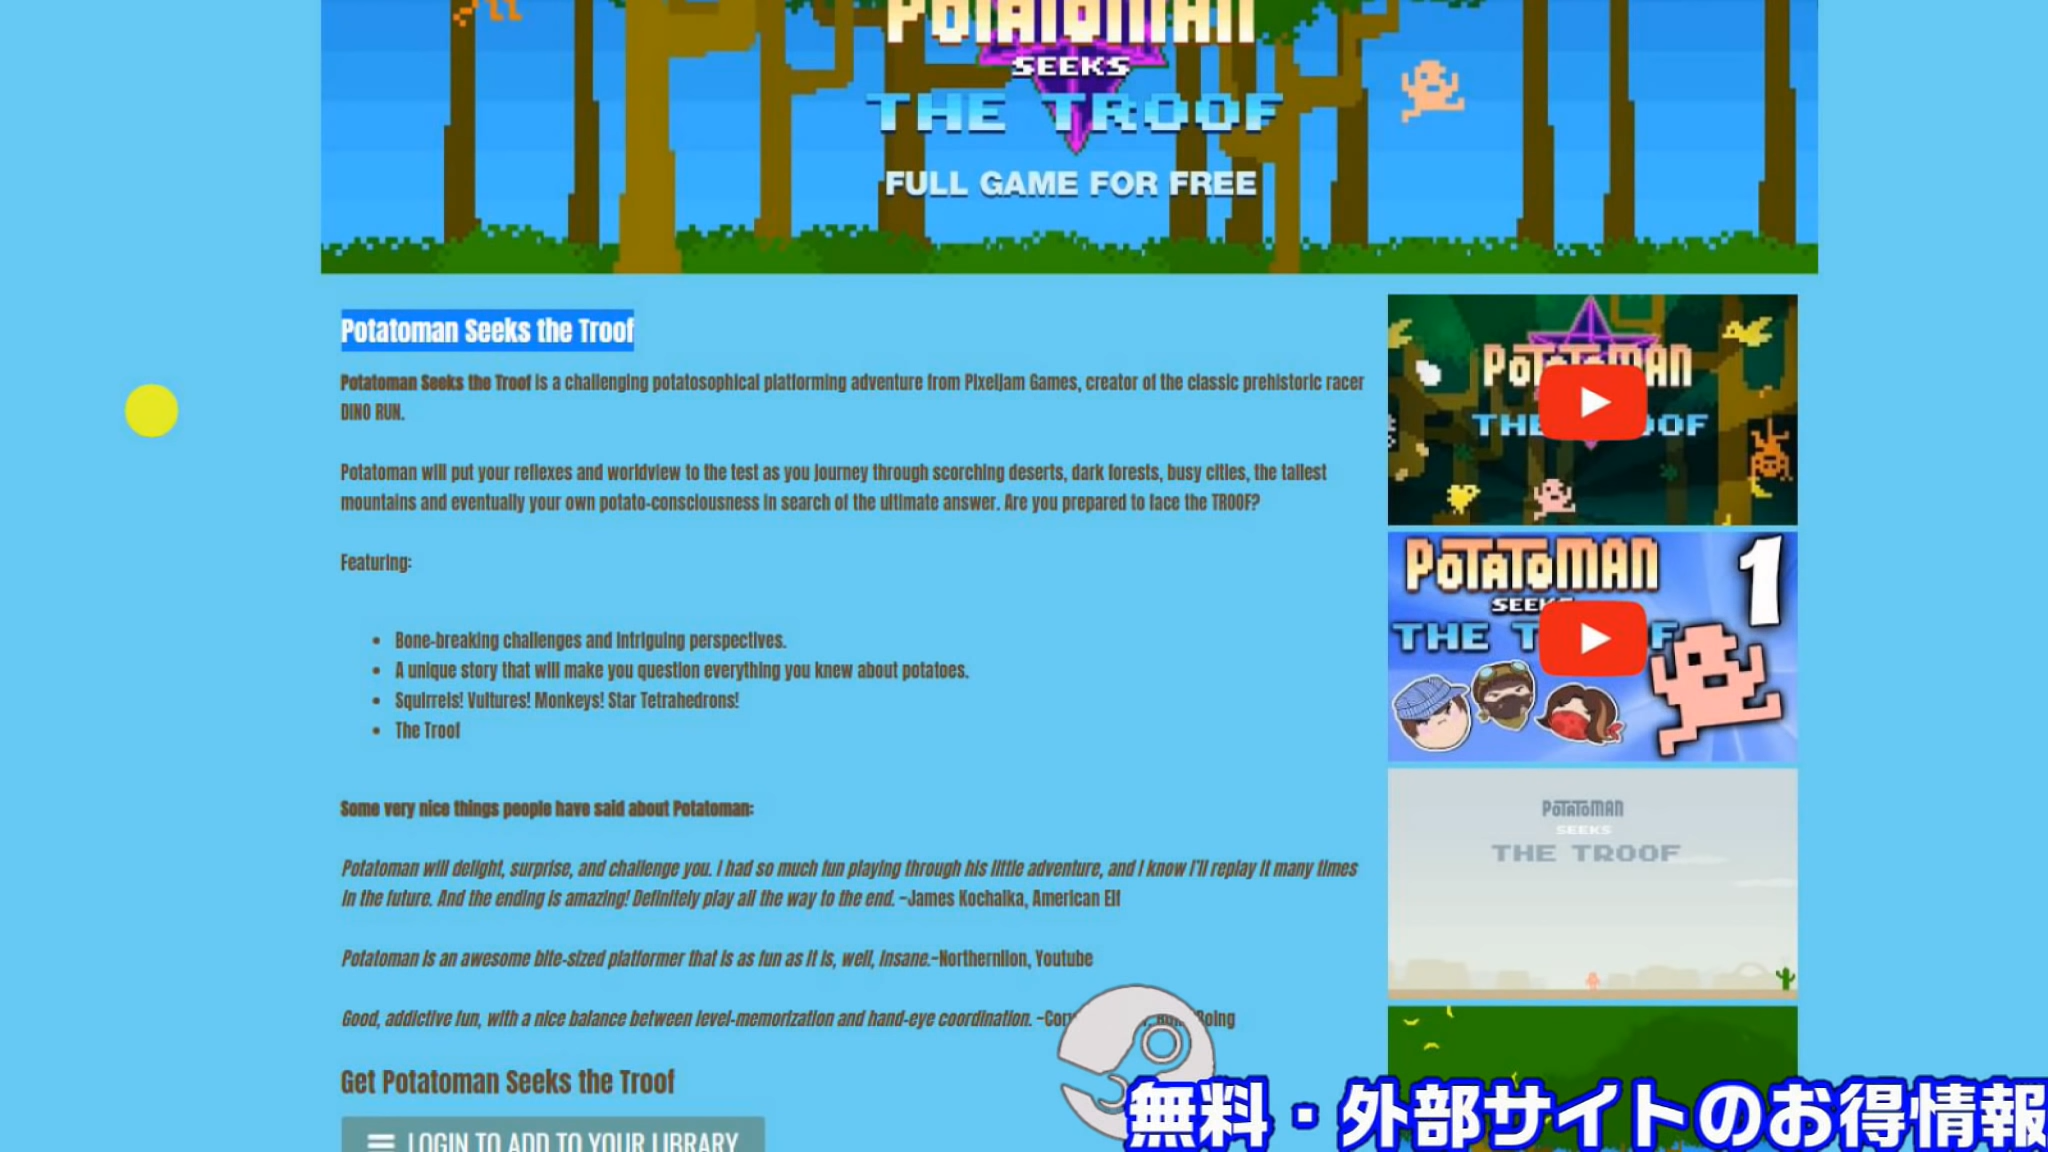 POTATOMAN
SEEKS
THE TROOF
FULL GAME FOR FREE
Potatoman Seeks the Troof
Potatoman Seeks the Troof is a challenging potatosophical platforming adventure from Pixeljam Games, creator of the classic prehistoric racer
DINO RUN.
Potatoman will put your reflexes and worldview to the test as you journey through scorching deserts, dark forests, busy cities, the tallest
mountains and eventually your own potato-consciousness in search of the ultimate answer. Are you prepared to face the TROOF?
Featuring:
• Bone-breaking challenges and intriguing perspectives.
• A unique story that will make you question everything you knew about potatoes.
• Squirrels! Vultures! Monkeys! Star Tetrahedrons!
• The Troof
Some very nice things people have said about Potatoman:
Potatoman will delight, surprise, and challenge you. I had so much fun playing through his little adventure, and I know I'll replay it many times
in the future. And the ending is amazing! Definitely play all the way to the end. –James Kochalka, American Elf
Potatoman is an awesome bite-sized platformer that is as fun as it is, well, insane.–Northernlion, Youtube
Good, addictive fun, with a nice balance between level-memorization and hand-eye coordination.
Get Potatoman Seeks the Troof
LOGIN TO ADD TO YOUR LIBRARY
POTATOMAN
THE
POTATOMAN
1
THE
POTATOMAN
SEEKS
THE TROOF
無料・外部サイトのお得情報